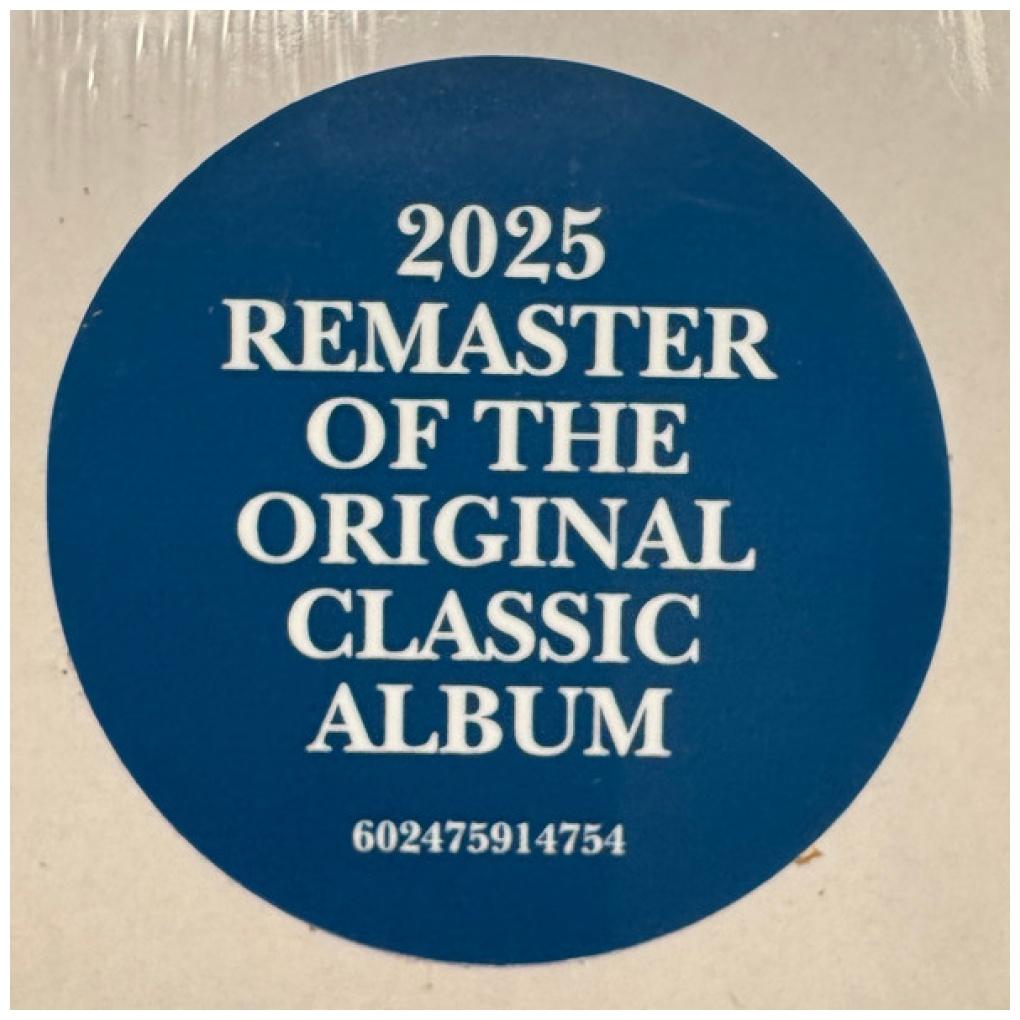 2025
REMASTER
OF THE
ORIGINAL
CLASSIC
ALBUM
602475914754